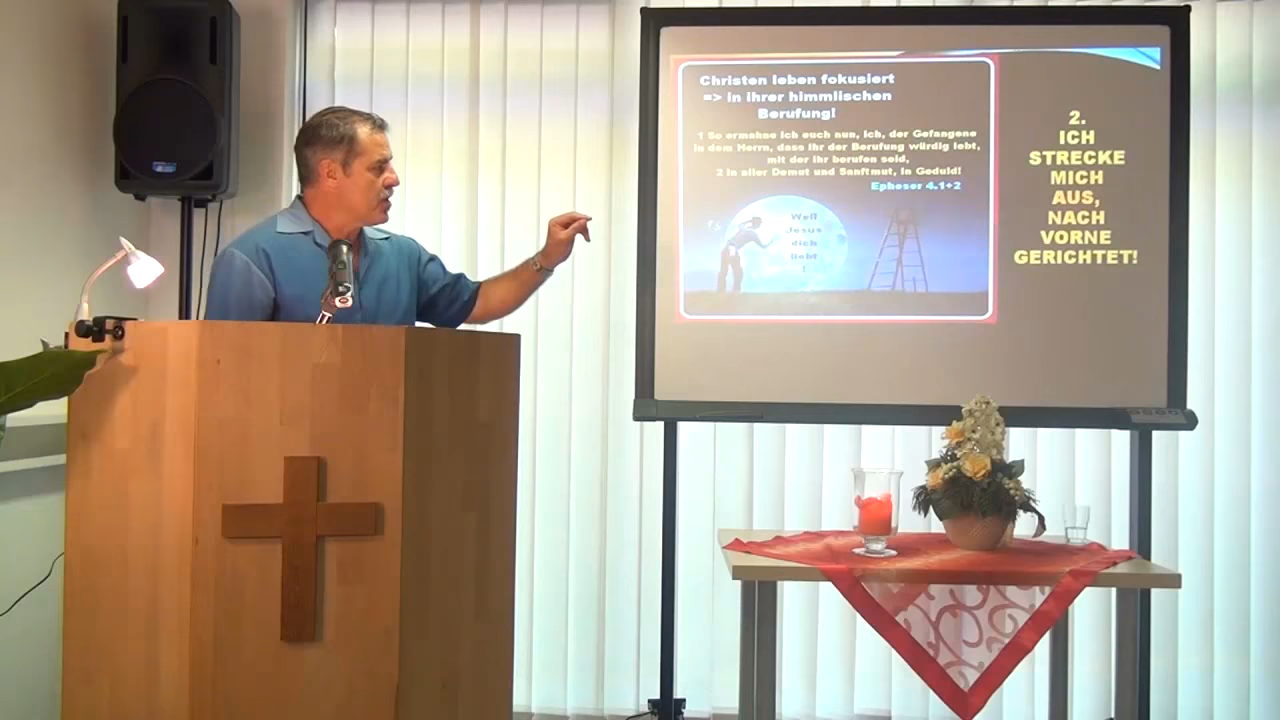 Christen leben fokusiert
=> in ihrer himmlischen
Berufung!
1 So ermahne ich euch nun, ich, der Gefangene
in dem Herrn, dass ihr der Berufung würdig lebt,
mit der ihr berufen seid,
2 in aller Demut und Sanftmut, in Geduld!
Epheser 4.1+2
Weil
Jesus
dich
liebt
!
2.
ICH
STRECKE
MICH
AUS,
NACH
VORNE
GERICHTET!